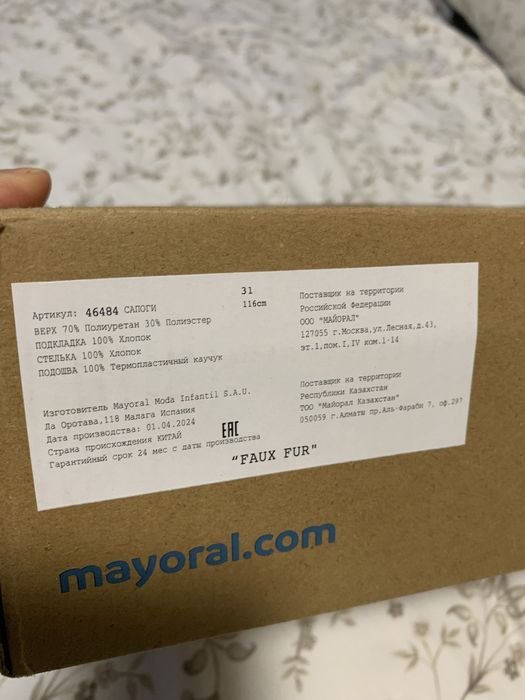 Артикул: 46484 САПОГИ
31
116cm
ВЕРХ 70% Полиуретан 30% Полиэстер
ПОДКЛАДКА 100% Хлопок
СТЕЛЬКА 100% Хлопок
ПОДОШВА 100% Термопластичный каучук
Поставщик на территории
Российской Федерации
ООО "МАЙОРАЛ"
127055 г.Москва,ул.Лесная,д.43,
эт.1,пом.I,IV ком.1-14
Изготовитель Mayoral Moda Infantil S.A.U.
Ла Оротава,118 Малага Испания
Дата производства: 01.04.2024
Страна происхождения КИТАЙ
Гарантийный срок 24 мес с даты производства
EAC
Поставщик на территории
Республики Казахстан
ТОО "Майорал Казахстан"
050059 г.Алматы пр.Аль-Фараби 7, оф.297
"FAUX FUR"
mayoral.com